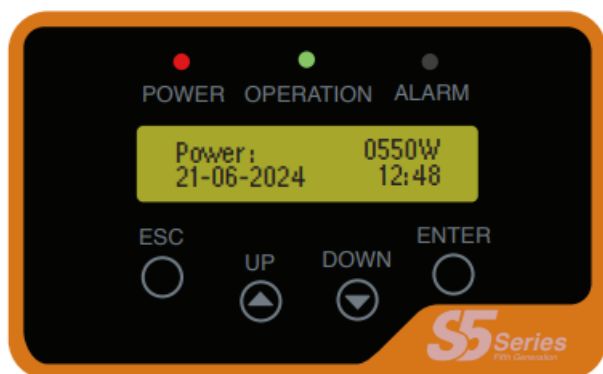 POWER OPERATION ALARM
Power: 0550W
21-06-2024 12:48
ESC UP DOWN ENTER
S5 Series
Fifth Generation